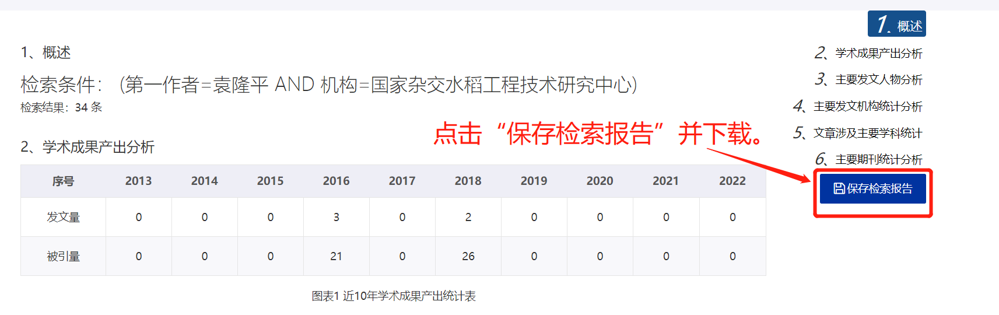 1、概述
检索条件： (第一作者=袁隆平 AND 机构=国家杂交水稻工程技术研究中心)
检索结果：34 条
2、学术成果产出分析
序号 2013 2014 2015 2016 2017 2018 2019 2020 2021 2022
发文量 0 0 0 3 0 2 0 0 0 0
被引量 0 0 0 21 0 26 0 0 0 0
图表1 近10年学术成果产出统计表
点击“保存检索报告”并下载。
1、概述
2、学术成果产出分析
3、主要发文人物分析
4、主要发文机构统计分析
5、文章涉及主要学科统计
6、主要期刊统计分析
保存检索报告